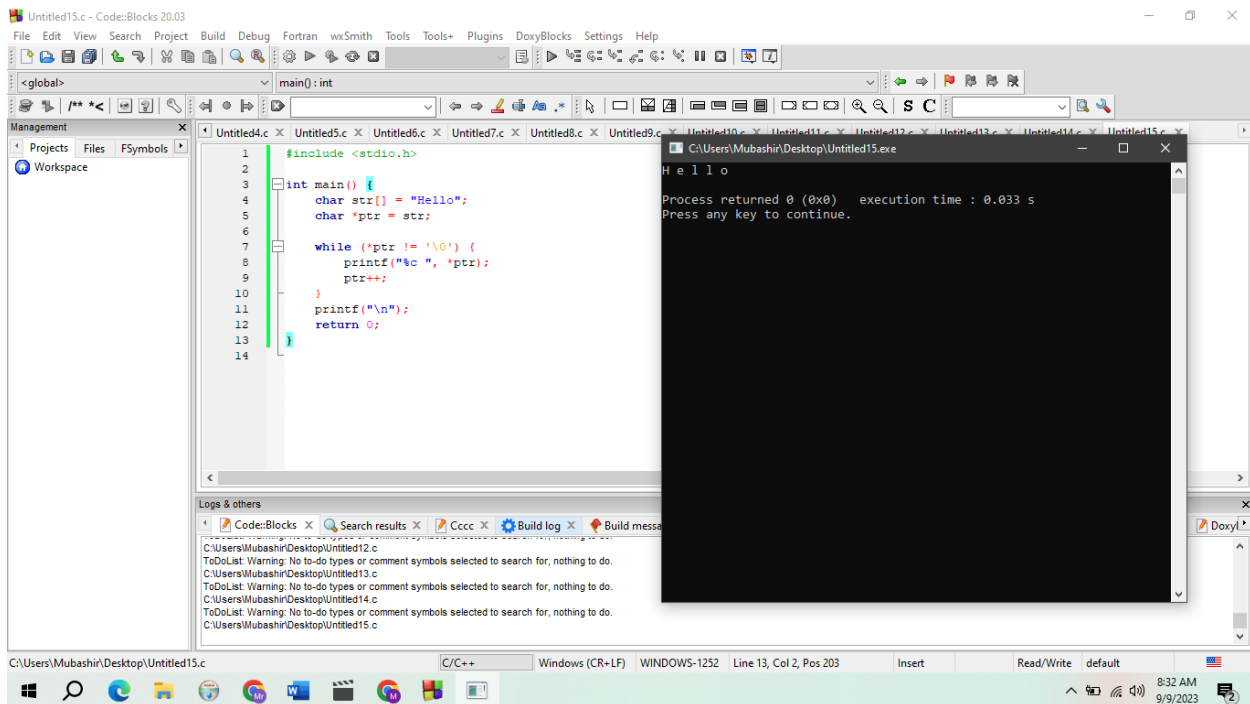 Untitled15.c - Code::Blocks 20.03
File Edit View Search Project Build Debug Fortran wxSmith Tools Tools+ Plugins DoxyBlocks Settings Help
<global> main() : int
/** *< S C
Management
Projects Files FSymbols
Workspace
Untitled4.c Untitled5.c Untitled6.c Untitled7.c Untitled8.c Untitled9.c Untitled10.c Untitled11.c Untitled12.c Untitled13.c Untitled14.c Untitled15.c
1 #include <stdio.h>
2
3 int main() {
4 char str[] = "Hello";
5 char *ptr = str;
6
7 while (*ptr != '\0') {
8 printf("%c ", *ptr);
9 ptr++;
10 }
11 printf("\n");
12 return 0;
13 }
14
C:\Users\Mubashir\Desktop\Untitled15.exe
H e l l o
Process returned 0 (0x0)   execution time : 0.033 s
Press any key to continue.
Logs & others
Code::Blocks Search results Cccc Build log Build messa Doxyl
C:\Users\Mubashir\Desktop\Untitled12.c
ToDoList: Warning: No to-do types or comment symbols selected to search for, nothing to do.
C:\Users\Mubashir\Desktop\Untitled13.c
ToDoList: Warning: No to-do types or comment symbols selected to search for, nothing to do.
C:\Users\Mubashir\Desktop\Untitled14.c
ToDoList: Warning: No to-do types or comment symbols selected to search for, nothing to do.
C:\Users\Mubashir\Desktop\Untitled15.c
C:\Users\Mubashir\Desktop\Untitled15.c C/C++ Windows (CR+LF) WINDOWS-1252 Line 13, Col 2, Pos 203 Insert Read/Write default
8:32 AM
9/9/2023
2